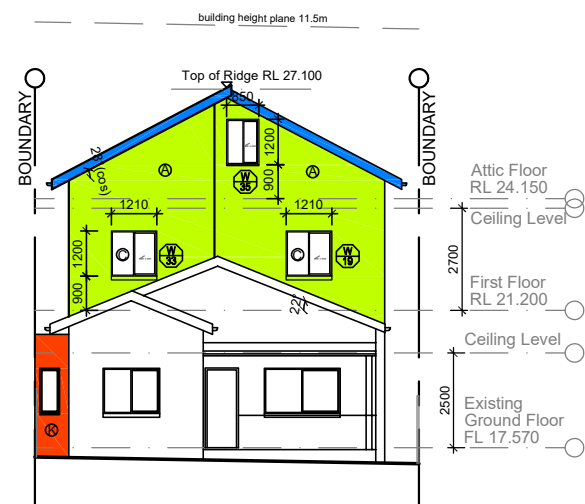 building height plane 11.5m
Top of Ridge RL 27.100
BOUNDARY
BOUNDARY
850
1200
900
W
35
A
A
28° (cos)
Attic Floor
RL 24.150
Ceiling Level
1210
1210
1200
900
W
33
W
19
2700
First Floor
RL 21.200
22°
Ceiling Level
2500
Existing
Ground Floor
FL 17.570
K